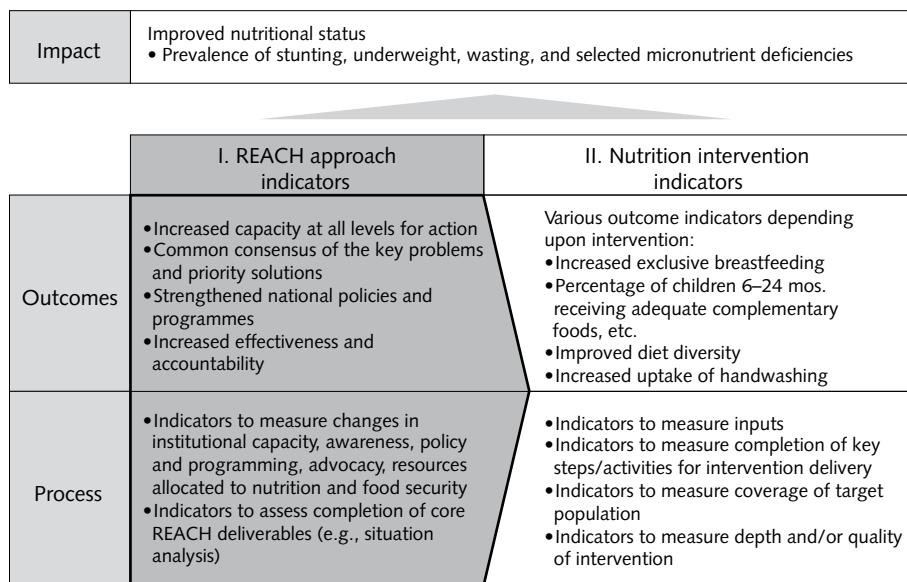 Impact
Improved nutritional status
• Prevalence of stunting, underweight, wasting, and selected micronutrient deficiencies
I. REACH approach
indicators
II. Nutrition intervention
indicators
Outcomes
•Increased capacity at all levels for action
•Common consensus of the key problems
and priority solutions
•Strengthened national policies and
programmes
•Increased effectiveness and
accountability
Various outcome indicators depending
upon intervention:
•Increased exclusive breastfeeding
•Percentage of children 6–24 mos.
receiving adequate complementary
foods, etc.
•Improved diet diversity
•Increased uptake of handwashing
Process
•Indicators to measure changes in
institutional capacity, awareness, policy
and programming, advocacy, resources
allocated to nutrition and food security
•Indicators to assess completion of core
REACH deliverables (e.g., situation
analysis)
•Indicators to measure inputs
•Indicators to measure completion of key
steps/activities for intervention delivery
•Indicators to measure coverage of target
population
•Indicators to measure depth and/or quality
of intervention